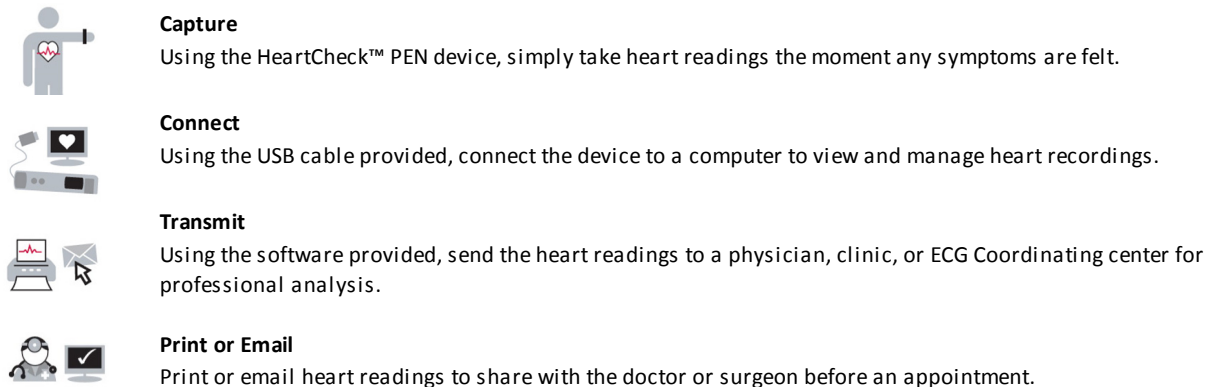 Capture
Using the HeartCheck™ PEN device, simply take heart readings the moment any symptoms are felt.
Connect
Using the USB cable provided, connect the device to a computer to view and manage heart recordings.
Transmit
Using the software provided, send the heart readings to a physician, clinic, or ECG Coordinating center for
professional analysis.
Print or Email
Print or email heart readings to share with the doctor or surgeon before an appointment.